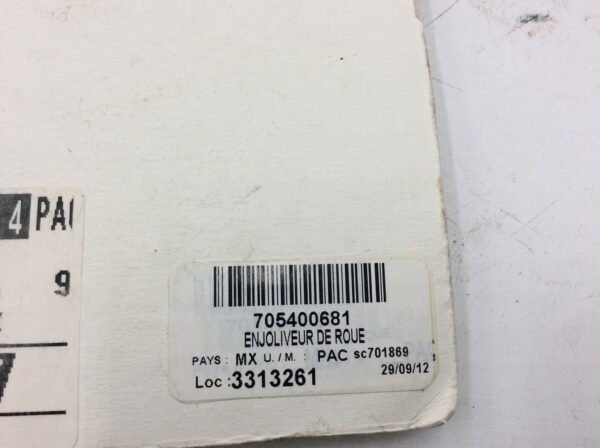 4 PA
9
705400681
ENJOLIVEUR DE ROUE
PAYS : MX U. / M. : PAC sc701869
29/09/12
Loc :3313261